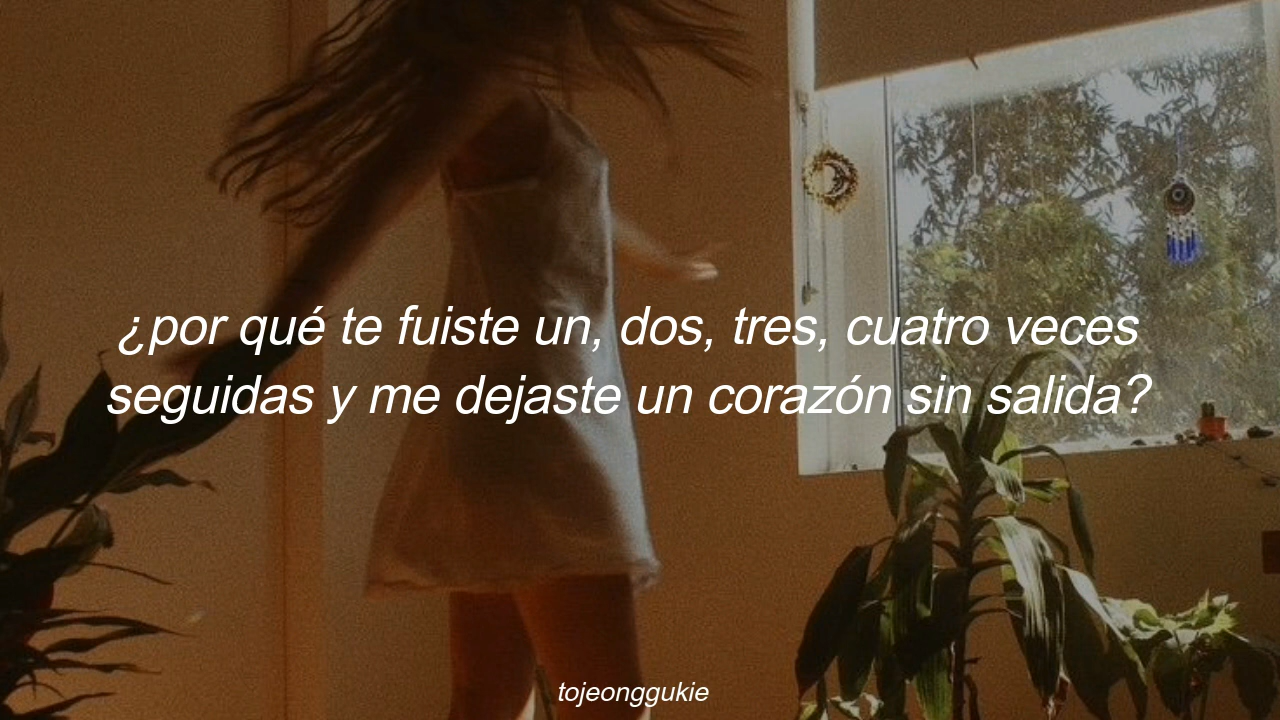 ¿por qué te fuiste un, dos, tres, cuatro veces
seguidas y me dejaste un corazón sin salida?
tojeonggukie